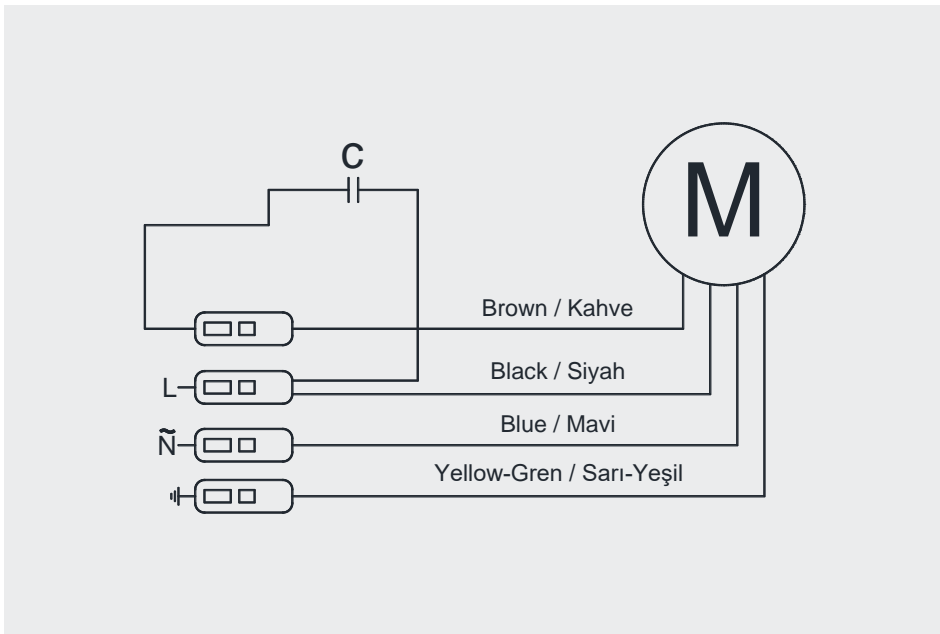 C
M
Brown / Kahve
Black / Siyah
L
Blue / Mavi
Ñ
Yellow-Gren / Sarı-Yeşil